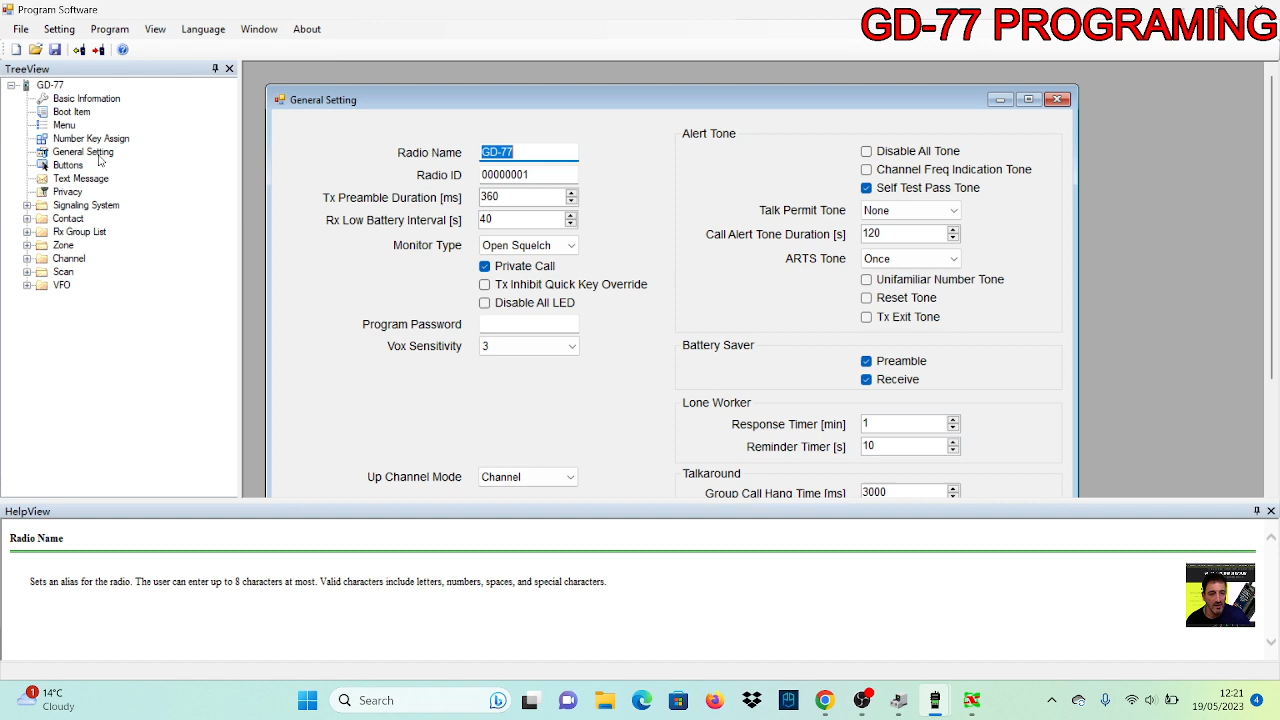 Program Software
GD-77 PROGRAMING
File Setting Program View Language Window About
TreeView
GD-77
Basic Information
Boot Item
Menu
Number Key Assign
General Setting
Buttons
Text Message
Privacy
Signaling System
Contact
Rx Group List
Zone
Channel
Scan
VFO
General Setting
Radio Name GD-77
Radio ID 00000001
Tx Preamble Duration [ms] 360
Rx Low Battery Interval [s] 40
Monitor Type Open Squelch
Private Call
Tx Inhibit Quick Key Override
Disable All LED
Program Password
Vox Sensitivity 3
Up Channel Mode Channel
Alert Tone
Disable All Tone
Channel Freq Indication Tone
Self Test Pass Tone
Talk Permit Tone None
Call Alert Tone Duration [s] 120
ARTS Tone Once
Unfamiliar Number Tone
Reset Tone
Tx Exit Tone
Battery Saver
Preamble
Receive
Lone Worker
Response Timer [min] 1
Reminder Timer [s] 10
Talkaround
Group Call Hang Time [ms] 3000
HelpView
Radio Name
Sets an alias for the radio. The user can enter up to 8 characters at most. Valid characters include letters, numbers, spaces, special characters.
1
14°C
Cloudy
Search
12:21
19/05/2023
4